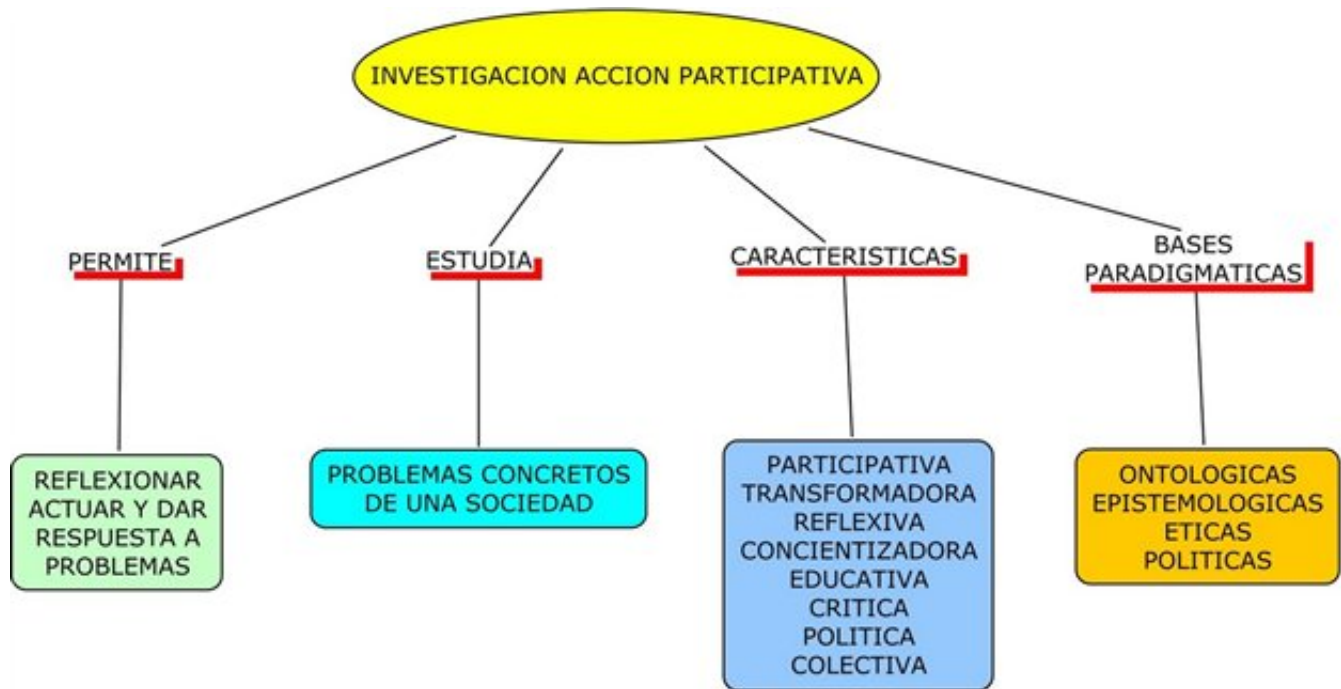 INVESTIGACION ACCION PARTICIPATIVA
PERMITE
ESTUDIA
CARACTERISTICAS
BASES
PARADIGMATICAS
REFLEXIONAR
ACTUAR Y DAR
RESPUESTA A
PROBLEMAS
PROBLEMAS CONCRETOS
DE UNA SOCIEDAD
PARTICIPATIVA
TRANSFORMADORA
REFLEXIVA
CONCIENTIZADORA
EDUCATIVA
CRITICA
POLITICA
COLECTIVA
ONTOLOGICAS
EPISTEMOLOGICAS
ETICAS
POLITICAS